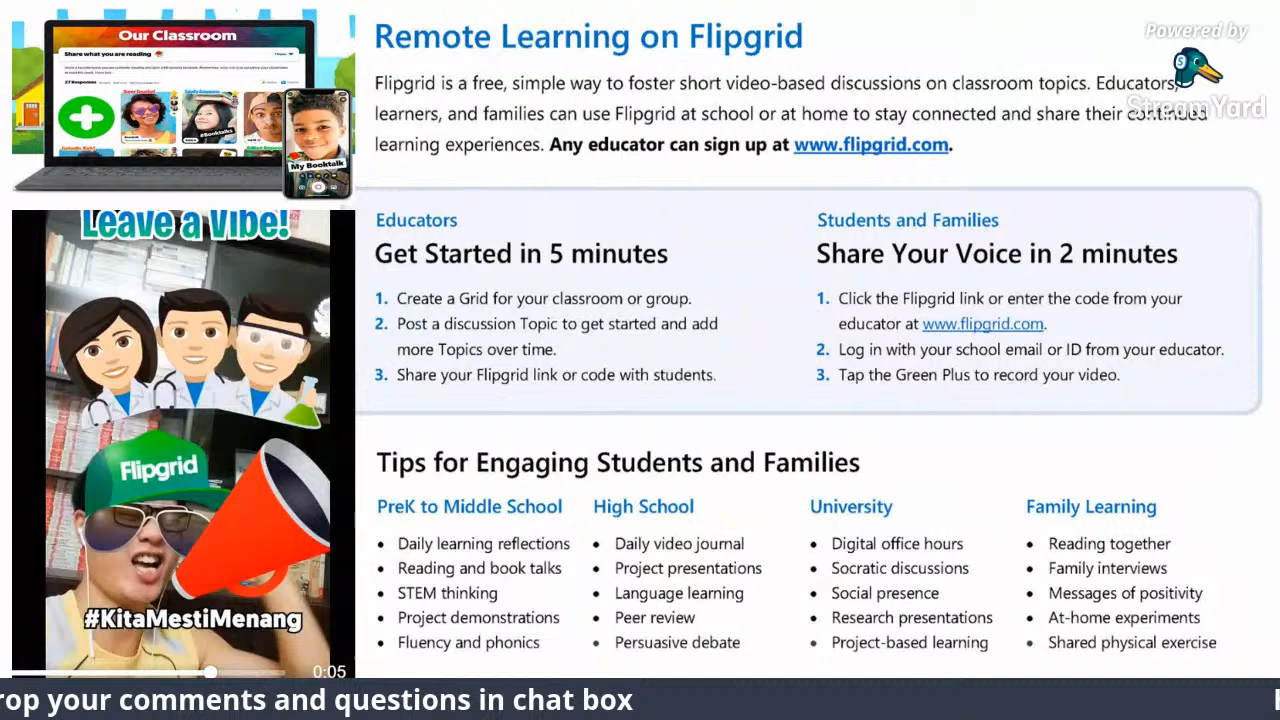 Our Classroom
Share what you are reading
27 Responses
#Booktalks
My Booktalk
Leave a Vibe!
Flipgrid
#KitaMestiMenang
0:05
Remote Learning on Flipgrid
Flipgrid is a free, simple way to foster short video-based discussions on classroom topics. Educators,
learners, and families can use Flipgrid at school or at home to stay connected and share their continued
learning experiences. Any educator can sign up at www.flipgrid.com.
Powered by
S
StreamYard
Educators
Get Started in 5 minutes
1. Create a Grid for your classroom or group.
2. Post a discussion Topic to get started and add
more Topics over time.
3. Share your Flipgrid link or code with students.
Students and Families
Share Your Voice in 2 minutes
1. Click the Flipgrid link or enter the code from your
educator at www.flipgrid.com.
2. Log in with your school email or ID from your educator.
3. Tap the Green Plus to record your video.
Tips for Engaging Students and Families
PreK to Middle School
• Daily learning reflections
• Reading and book talks
• STEM thinking
• Project demonstrations
• Fluency and phonics
High School
• Daily video journal
• Project presentations
• Language learning
• Peer review
• Persuasive debate
University
• Digital office hours
• Socratic discussions
• Social presence
• Research presentations
• Project-based learning
Family Learning
• Reading together
• Family interviews
• Messages of positivity
• At-home experiments
• Shared physical exercise
rop your comments and questions in chat box